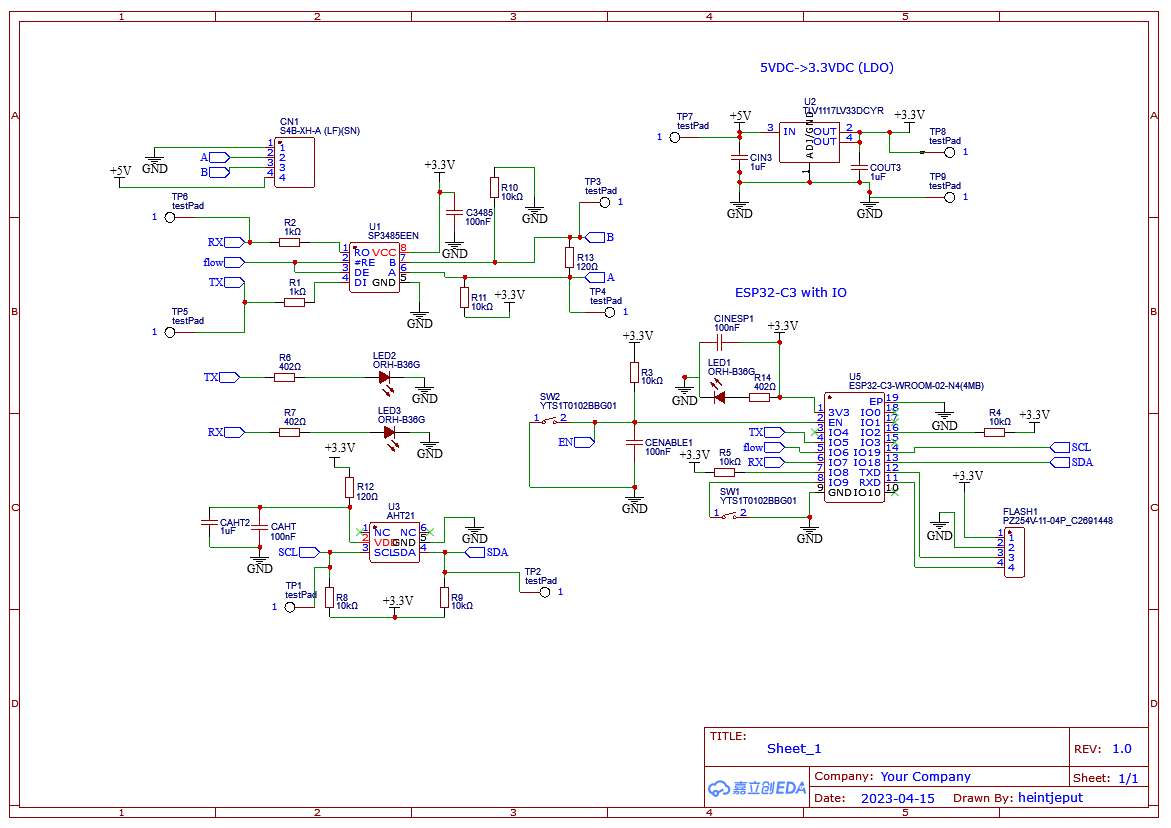 1 2 3 4 5
A
B
C
D
A
B
C
D
5VDC->3.3VDC (LDO)
CN1
S4B-XH-A (LF)(SN)
1 1
2 2
3 3
4 4
A
B
GND
+5V
TP6
testPad
1
RX
R2
1kΩ
flow
TX
R1
1kΩ
TP5
testPad
1
U1
SP3485EEN
1 RO VCC 8
2 #RE B 7
3 DE A 6
4 DI GND 5
GND
+3.3V
C3485
100nF
GND
R10
10kΩ
GND
TP3
testPad
1
B
R13
120Ω
A
TP4
testPad
1
R11
10kΩ
+3.3V
U2
TLV1117LV33DCYR
3 IN OUT 2
OUT 4
ADJ/GND
1
TP7
testPad
1
+5V
CIN3
1uF
GND
+3.3V
TP8
testPad
1
COUT3
1uF
TP9
testPad
1
GND
TX
R6
402Ω
LED2
ORH-B36G
GND
RX
R7
402Ω
LED3
ORH-B36G
GND
+3.3V
R12
120Ω
CAHT2
1uF
CAHT
100nF
GND
U3
AHT21
1 NC NC 6
2 VDD GND 5
3 SCL SDA 4
GND
SCL
SDA
TP1
testPad
1
R8
10kΩ
+3.3V
R9
10kΩ
TP2
testPad
1
ESP32-C3 with IO
+3.3V
R3
10kΩ
SW2
YTS1T0102BBG01
1 2
EN
CENABLE1
100nF
GND
CINESP1
100nF
+3.3V
GND
LED1
ORH-B36G
R14
402Ω
U5
ESP32-C3-WROOM-02-N4(4MB)
EP 19
1 3V3 IO0 18
2 EN IO1 17
3 IO4 IO2 16
4 IO5 IO3 15
5 IO6 IO19 14
6 IO7 IO18 13
7 IO8 TXD 12
8 IO9 RXD 11
9 GND IO10 10
TX
flow
RX
+3.3V
R5
10kΩ
SW1
YTS1T0102BBG01
1 2
GND
GND
R4
10kΩ
+3.3V
SCL
SDA
+3.3V
GND
FLASH1
PZ254V-11-04P_C2691448
1 1
2 2
3 3
4 4
TITLE:
Sheet_1
REV: 1.0
嘉立创EDA
Company: Your Company
Sheet: 1/1
Date: 2023-04-15 Drawn By: heintjeput
1 2 3 4 5